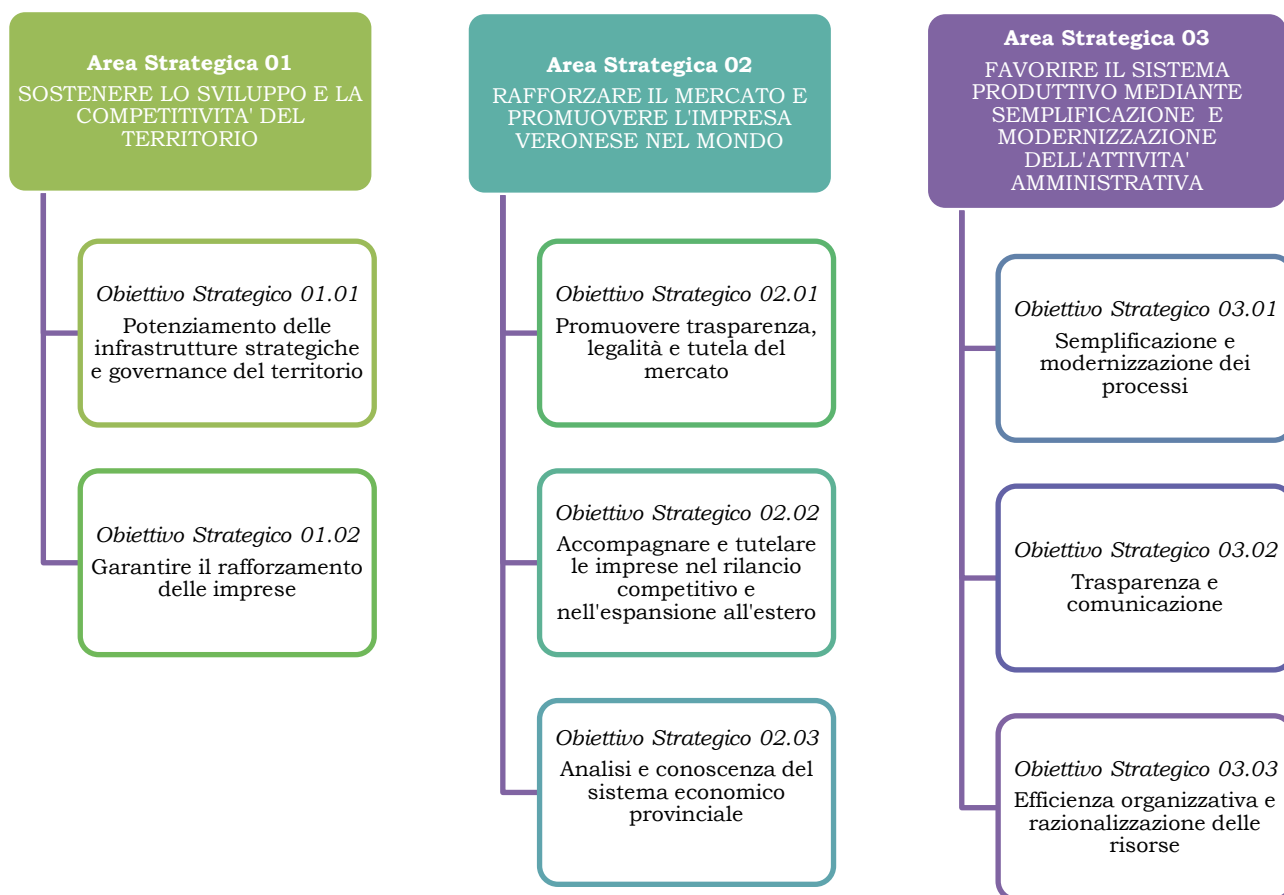 Area Strategica 01
SOSTENERE LO SVILUPPO E LA
COMPETITIVITA' DEL
TERRITORIO
Obiettivo Strategico 01.01
Potenziamento delle
infrastrutture strategiche
e governance del territorio
Obiettivo Strategico 01.02
Garantire il rafforzamento
delle imprese
Area Strategica 02
RAFFORZARE IL MERCATO E
PROMUOVERE L'IMPRESA
VERONESE NEL MONDO
Obiettivo Strategico 02.01
Promuovere trasparenza,
legalità e tutela del
mercato
Obiettivo Strategico 02.02
Accompagnare e tutelare
le imprese nel rilancio
competitivo e
nell'espansione all'estero
Obiettivo Strategico 02.03
Analisi e conoscenza del
sistema economico
provinciale
Area Strategica 03
FAVORIRE IL SISTEMA
PRODUTTIVO MEDIANTE
SEMPLIFICAZIONE E
MODERNIZZAZIONE
DELL'ATTIVITA'
AMMINISTRATIVA
Obiettivo Strategico 03.01
Semplificazione e
modernizzazione dei
processi
Obiettivo Strategico 03.02
Trasparenza e
comunicazione
Obiettivo Strategico 03.03
Efficienza organizzativa e
razionalizzazione delle
risorse